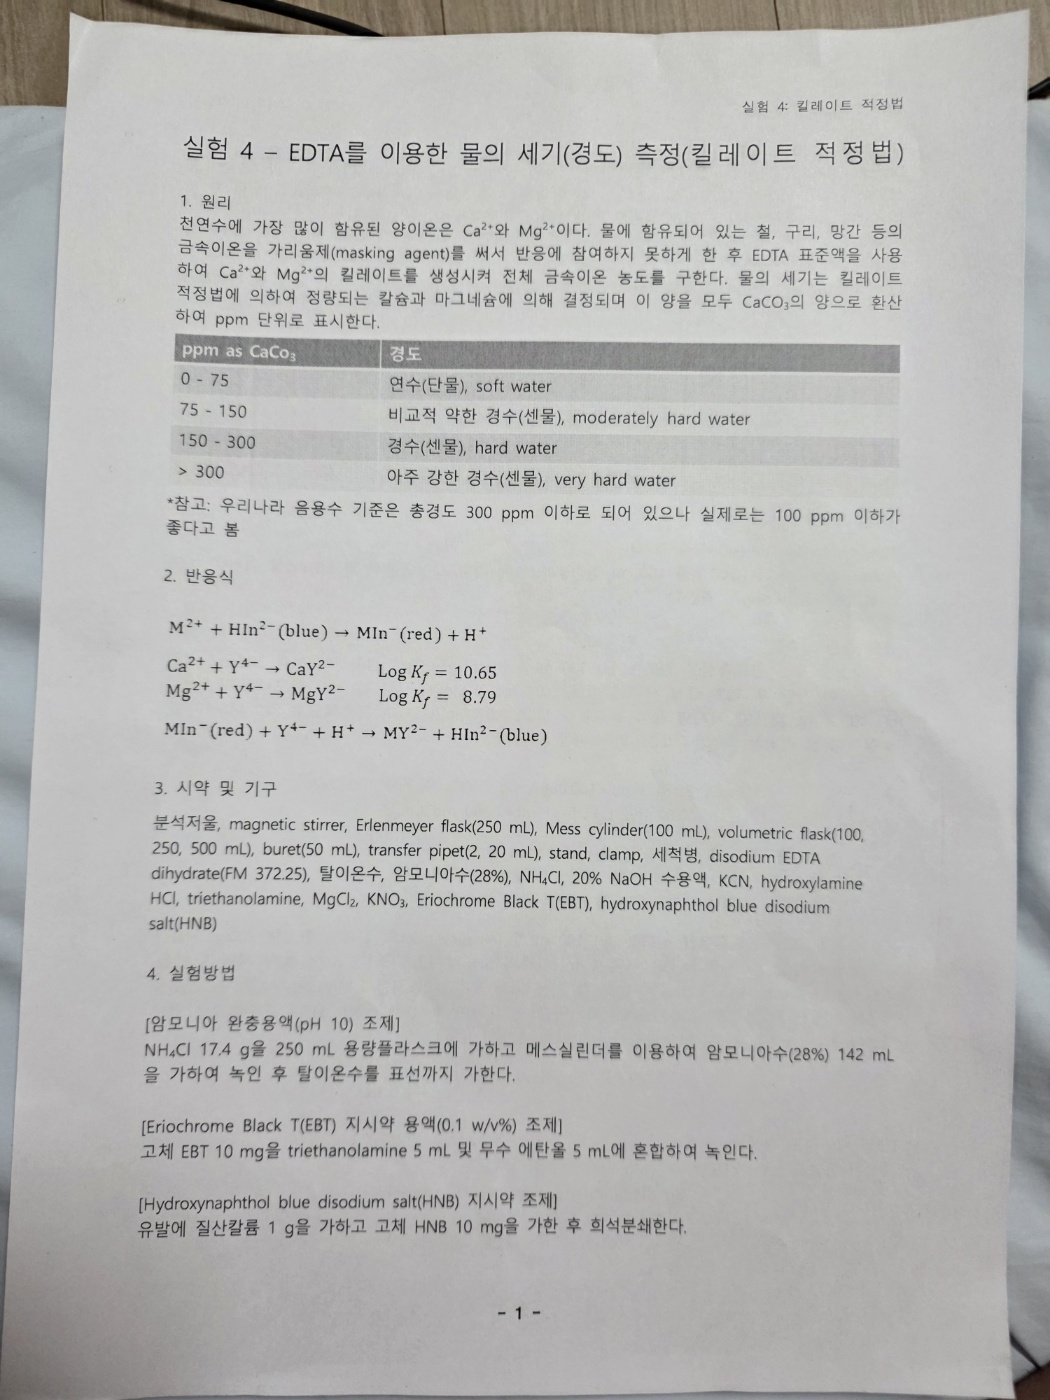 실험 4: 킬레이트 적정법
실험 4 – EDTA를 이용한 물의 세기(경도) 측정(킬레이트 적정법)
1. 원리
천연수에 가장 많이 함유된 양이온은 Ca²⁺와 Mg²⁺이다. 물에 함유되어 있는 철, 구리, 망간 등의
금속이온을 가리움제(masking agent)를 써서 반응에 참여하지 못하게 한 후 EDTA 표준액을 사용
하여 Ca²⁺와 Mg²⁺의 킬레이트를 생성시켜 전체 금속이온 농도를 구한다. 물의 세기는 킬레이트
적정법에 의하여 정량되는 칼슘과 마그네슘에 의해 결정되며 이 양을 모두 CaCO₃의 양으로 환산
하여 ppm 단위로 표시한다.
ppm as CaCo₃ 경도
0 - 75 연수(단물), soft water
75 - 150 비교적 약한 경수(센물), moderately hard water
150 - 300 경수(센물), hard water
> 300 아주 강한 경수(센물), very hard water
*참고: 우리나라 음용수 기준은 총경도 300 ppm 이하로 되어 있으나 실제로는 100 ppm 이하가
좋다고 봄
2. 반응식
M²⁺ + HIn²⁻(blue) → MIn⁻(red) + H⁺
Ca²⁺ + Y⁴⁻ → CaY²⁻ Log K_f = 10.65
Mg²⁺ + Y⁴⁻ → MgY²⁻ Log K_f = 8.79
MIn⁻(red) + Y⁴⁻ + H⁺ → MY²⁻ + HIn²⁻(blue)
3. 시약 및 기구
분석저울, magnetic stirrer, Erlenmeyer flask(250 mL), Mess cylinder(100 mL), volumetric flask(100,
250, 500 mL), buret(50 mL), transfer pipet(2, 20 mL), stand, clamp, 세척병, disodium EDTA
dihydrate(FM 372.25), 탈이온수, 암모니아수(28%), NH₄Cl, 20% NaOH 수용액, KCN, hydroxylamine
HCl, triethanolamine, MgCl₂, KNO₃, Eriochrome Black T(EBT), hydroxynaphthol blue disodium
salt(HNB)
4. 실험방법
[암모니아 완충용액(pH 10) 조제]
NH₄Cl 17.4 g을 250 mL 용량플라스크에 가하고 메스실린더를 이용하여 암모니아수(28%) 142 mL
을 가하여 녹인 후 탈이온수를 표선까지 가한다.
[Eriochrome Black T(EBT) 지시약 용액(0.1 w/v%) 조제]
고체 EBT 10 mg을 triethanolamine 5 mL 및 무수 에탄올 5 mL에 혼합하여 녹인다.
[Hydroxynaphthol blue disodium salt(HNB) 지시약 조제]
유발에 질산칼륨 1 g을 가하고 고체 HNB 10 mg을 가한 후 희석분쇄한다.
- 1 -